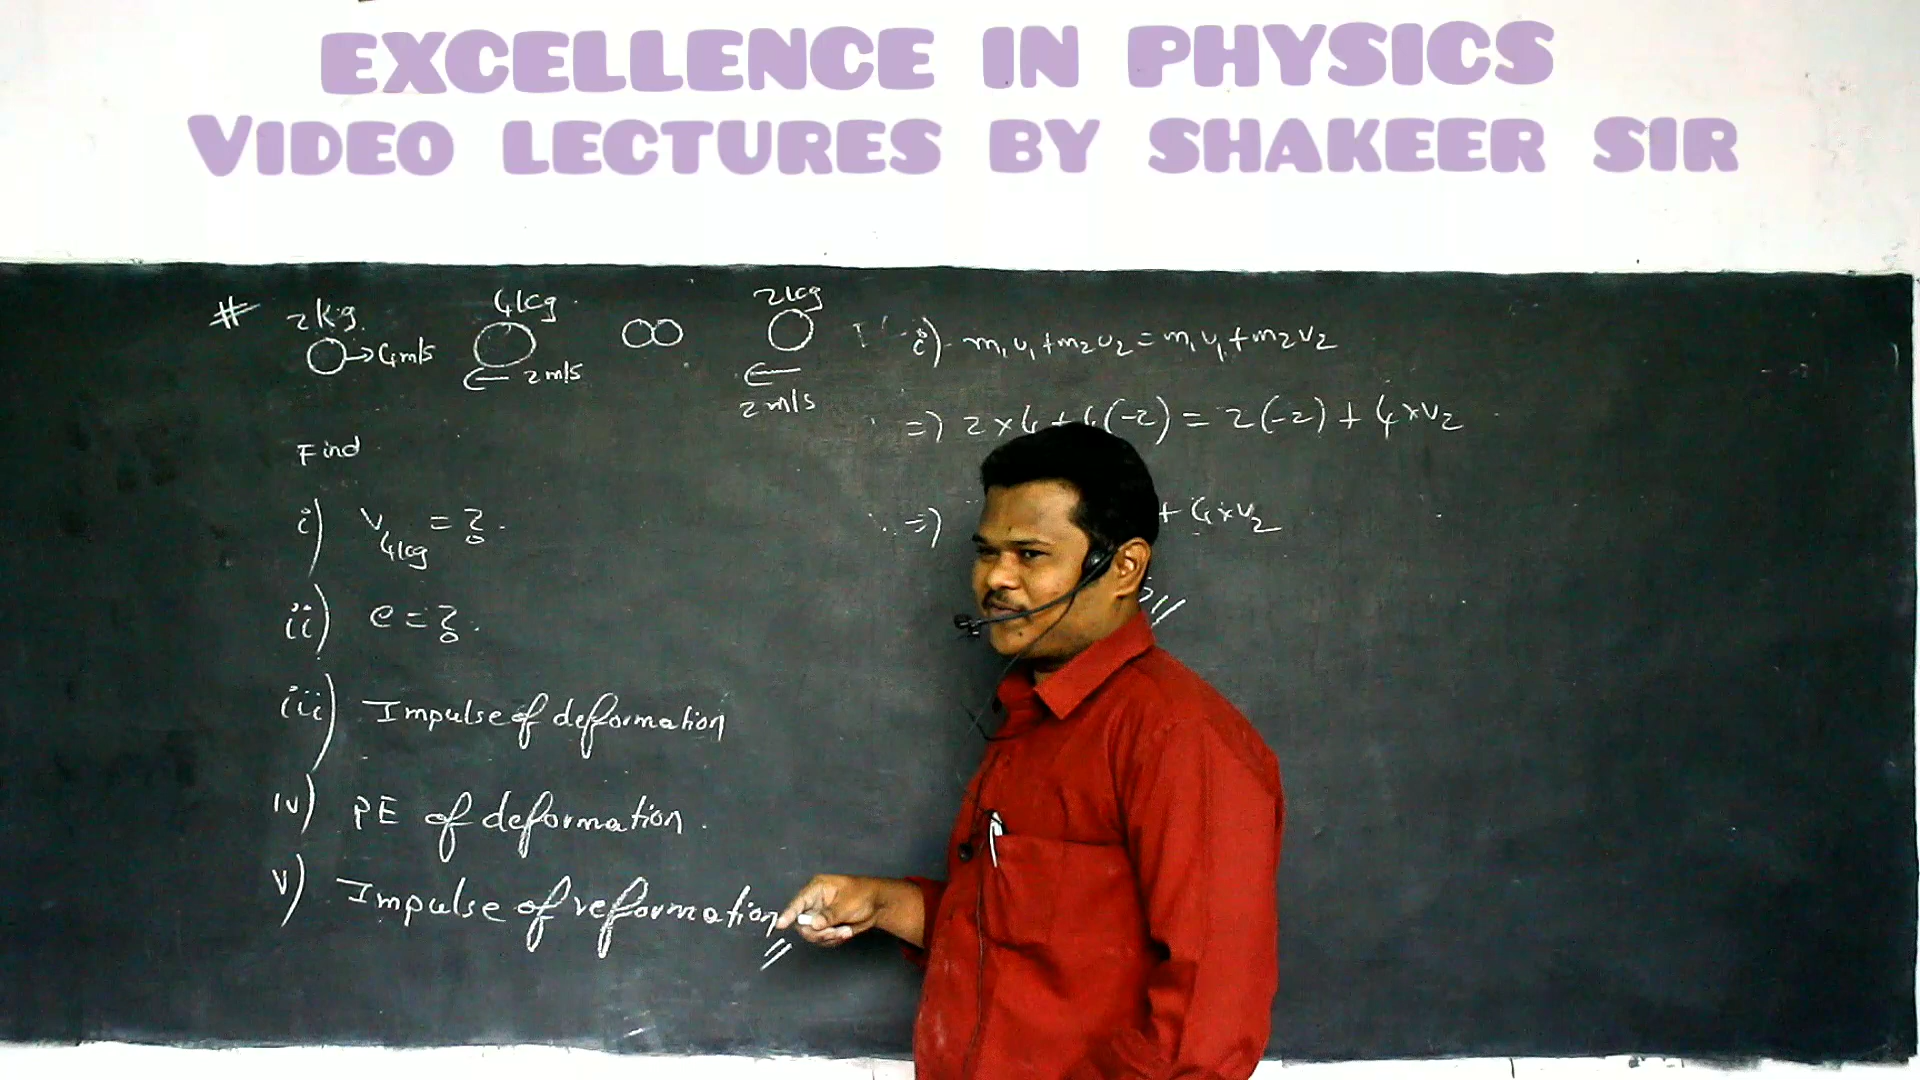 EXCELLENCE IN PHYSICS
VIDEO LECTURES BY SHAKEER SIR
# 2kg 4kg 2kg
→4m/s
2m/s
2m/s
Find
i) V4kg = ?.
ii) e = ?.
iii) Impulse of deformation
iv) PE of deformation.
v) Impulse of reformation
i) m₁u₁+m₂u₂=m₁v₁+m₂v₂
=) 2×4+4(-2) = 2(-2) + 4×v₂
=) + 4×v₂